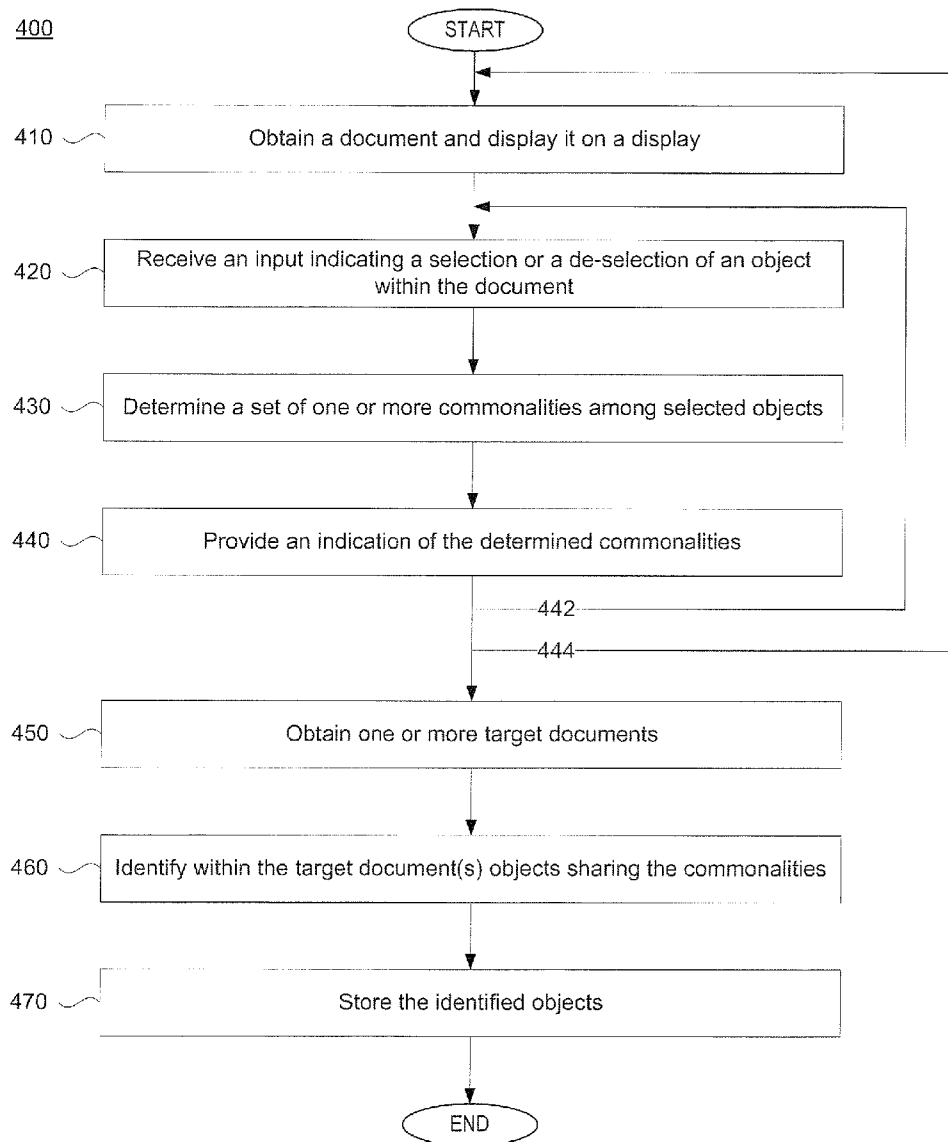 400
START
410
Obtain a document and display it on a display
420
Receive an input indicating a selection or a de-selection of an object
within the document
430
Determine a set of one or more commonalities among selected objects
440
Provide an indication of the determined commonalities
442
444
450
Obtain one or more target documents
460
Identify within the target document(s) objects sharing the commonalities
470
Store the identified objects
END